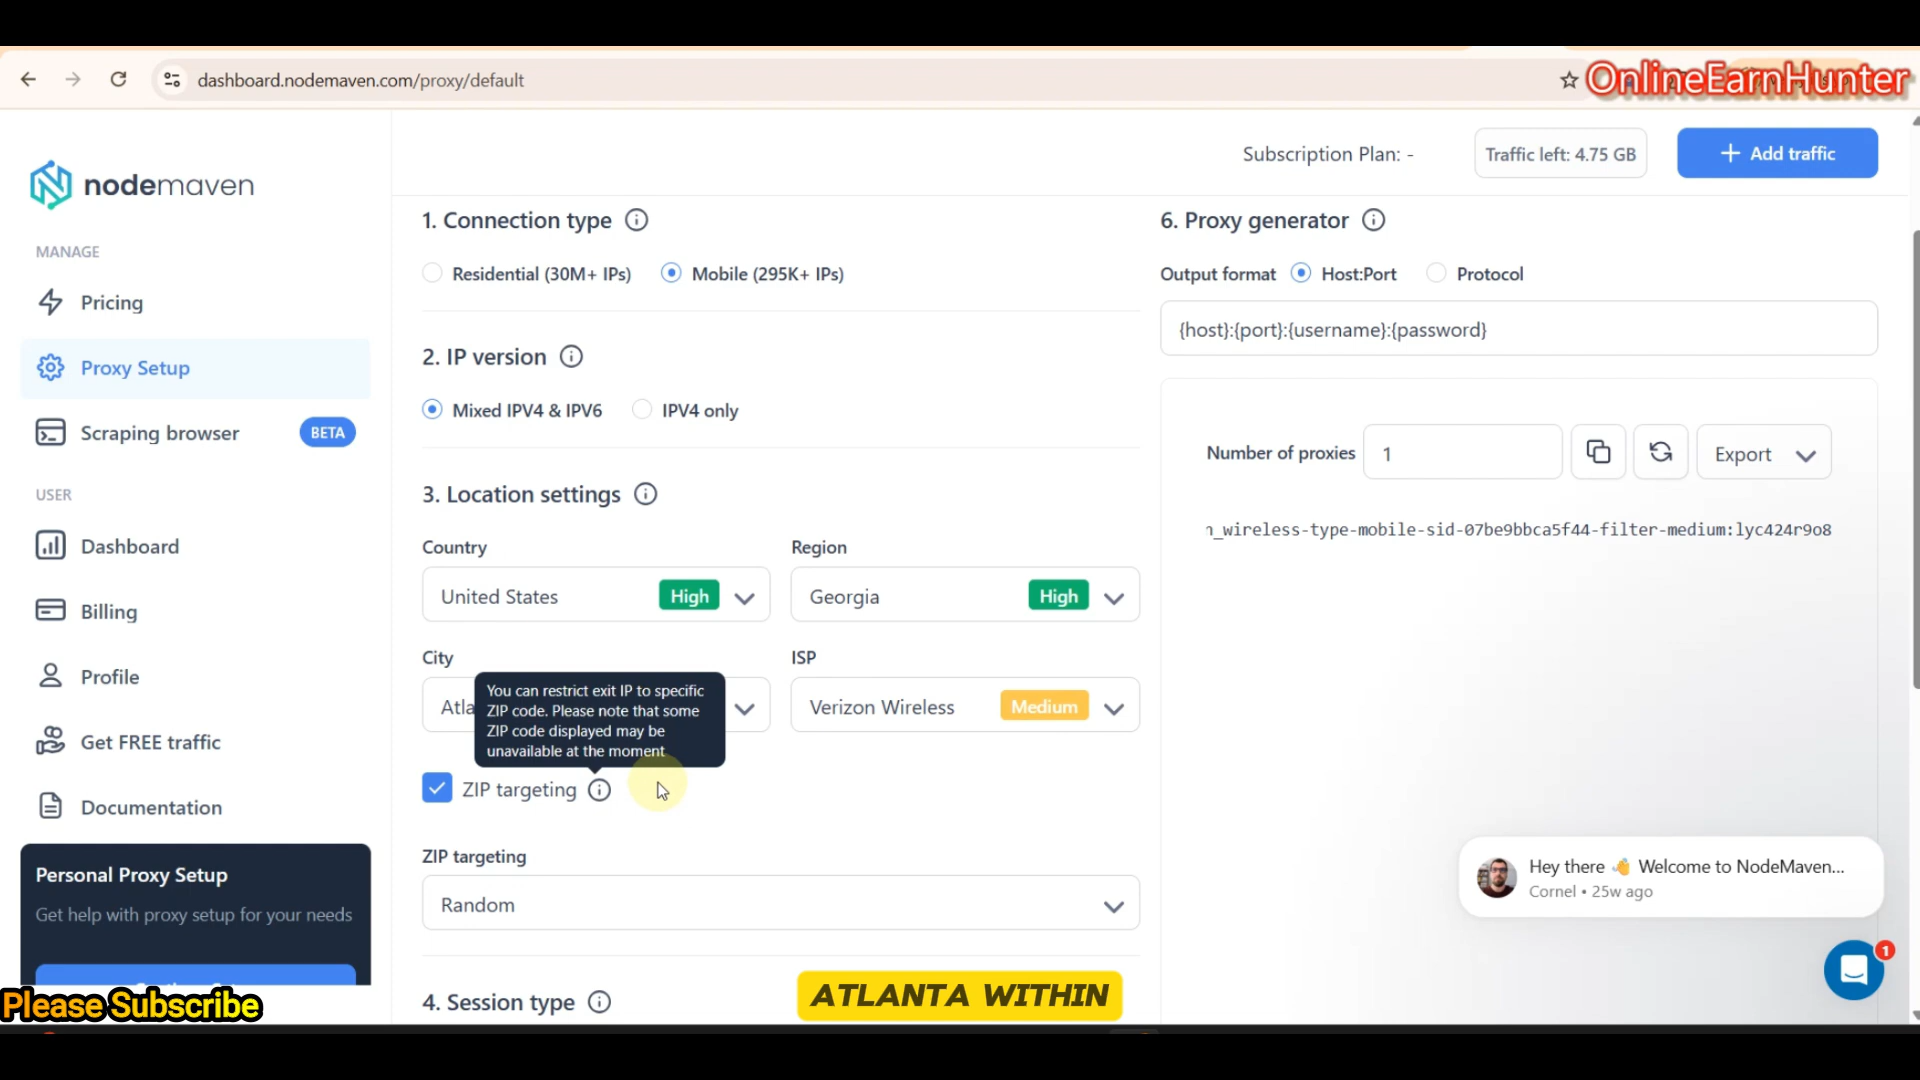 dashboard.nodemaven.com/proxy/default
OnlineEarnHunter
nodemaven
Subscription Plan: -
Traffic left: 4.75 GB
Add traffic
MANAGE
Pricing
Proxy Setup
Scraping browser
BETA
USER
Dashboard
Billing
Profile
Get FREE traffic
Documentation
Personal Proxy Setup
Get help with proxy setup for your needs
Please Subscribe
1. Connection type
Residential (30M+ IPs)
Mobile (295K+ IPs)
2. IP version
Mixed IPV4 & IPV6
IPV4 only
3. Location settings
Country
Region
United States
High
Georgia
High
City
ISP
Atla
You can restrict exit IP to specific
ZIP code. Please note that some
ZIP code displayed may be
unavailable at the moment
Verizon Wireless
Medium
ZIP targeting
ZIP targeting
Random
4. Session type
ATLANTA WITHIN
6. Proxy generator
Output format
Host:Port
Protocol
{host}:{port}:{username}:{password}
Number of proxies
1
Export
_wireless-type-mobile-sid-07be9bbca5f44-filter-medium:lyc424r9o8
Hey there 👋 Welcome to NodeMaven...
Cornel • 25w ago
1